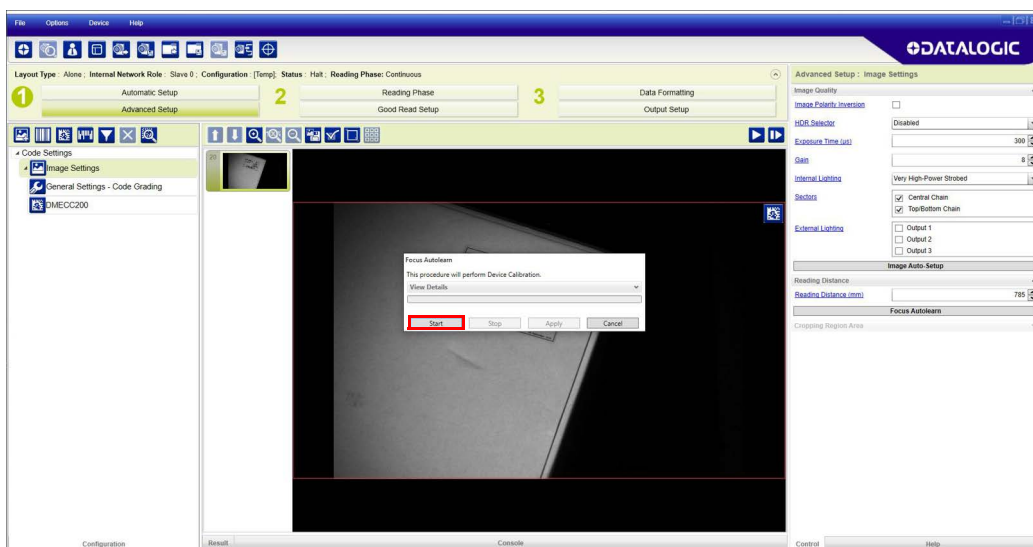 File Options Device Help
DATALOGIC
Layout Type : Alone ; Internal Network Role : Slave 0 ; Configuration : [Temp]; Status : Halt ; Reading Phase: Continuous
1 Automatic Setup
Advanced Setup
2 Reading Phase
Good Read Setup
3 Data Formatting
Output Setup
Code Settings
Image Settings
General Settings - Code Grading
DMECC200
Configuration
Focus Autolearn
This procedure will perform Device Calibration.
View Details
Start Stop Apply Cancel
Result Console
Advanced Setup : Image Settings
Image Quality
Image Polarity Inversion
HDR Selector Disabled
Exposure Time (µs) 300
Gain 8
Internal Lighting Very High-Power Strobed
Sectors Central Chain
Top/Bottom Chain
External Lighting Output 1
Output 2
Output 3
Image Auto-Setup
Reading Distance
Reading Distance (mm) 785
Focus Autolearn
Cropping Region Area
Control Help